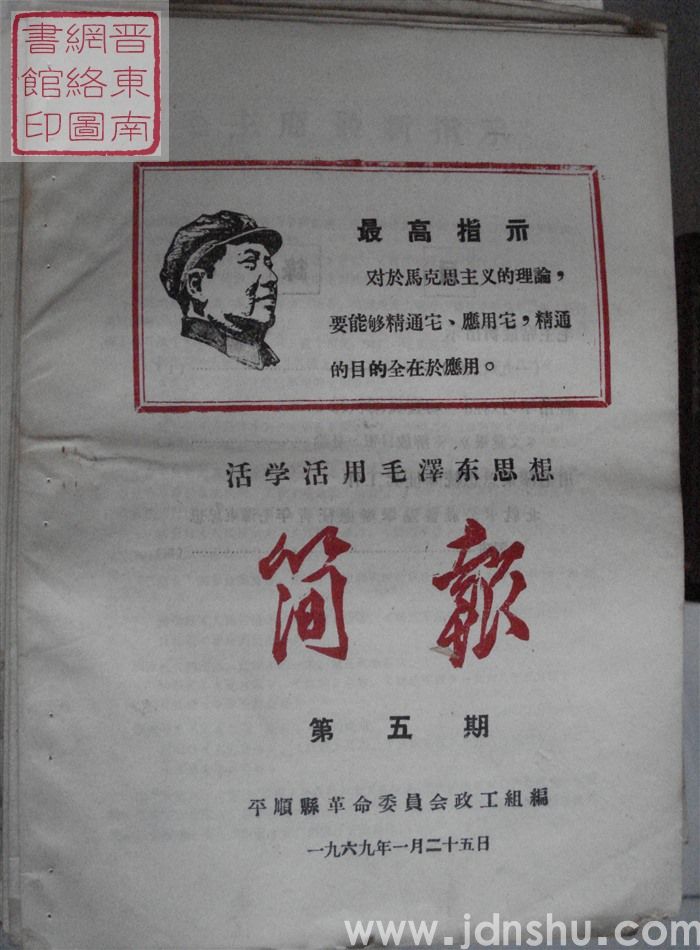 晋東南
網絡圖
書館印
最高指示
对於馬克思主义的理論，
要能够精通宅、應用宅，精通
的目的全在於應用。
活学活用毛澤东思想
简報
第五期
平順縣革命委員会政工組編
一九六九年一月二十五日
www.jdnshu.com